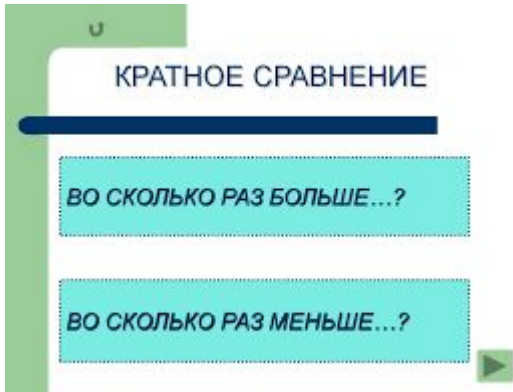 КРАТНОЕ СРАВНЕНИЕ
ВО СКОЛЬКО РАЗ БОЛЬШЕ...?
ВО СКОЛЬКО РАЗ МЕНЬШЕ...?